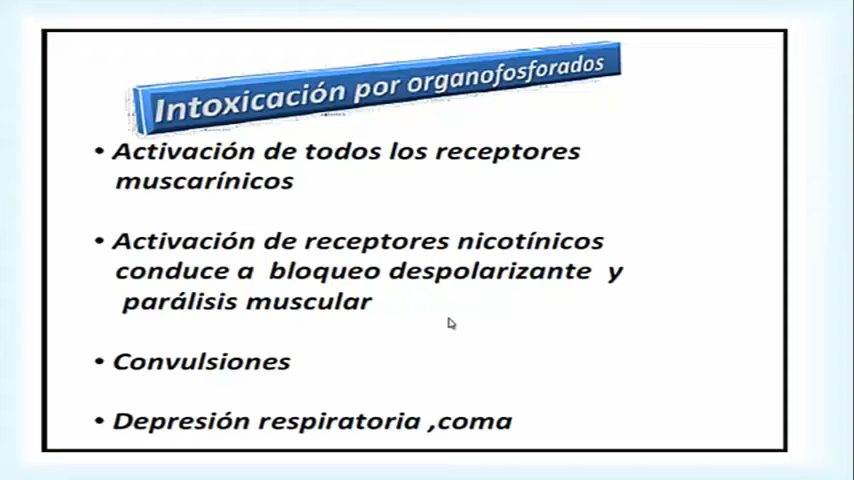 Intoxicación por organofosforados
• Activación de todos los receptores
muscarínicos
• Activación de receptores nicotínicos
conduce a bloqueo despolarizante y
parálisis muscular
• Convulsiones
• Depresión respiratoria ,coma